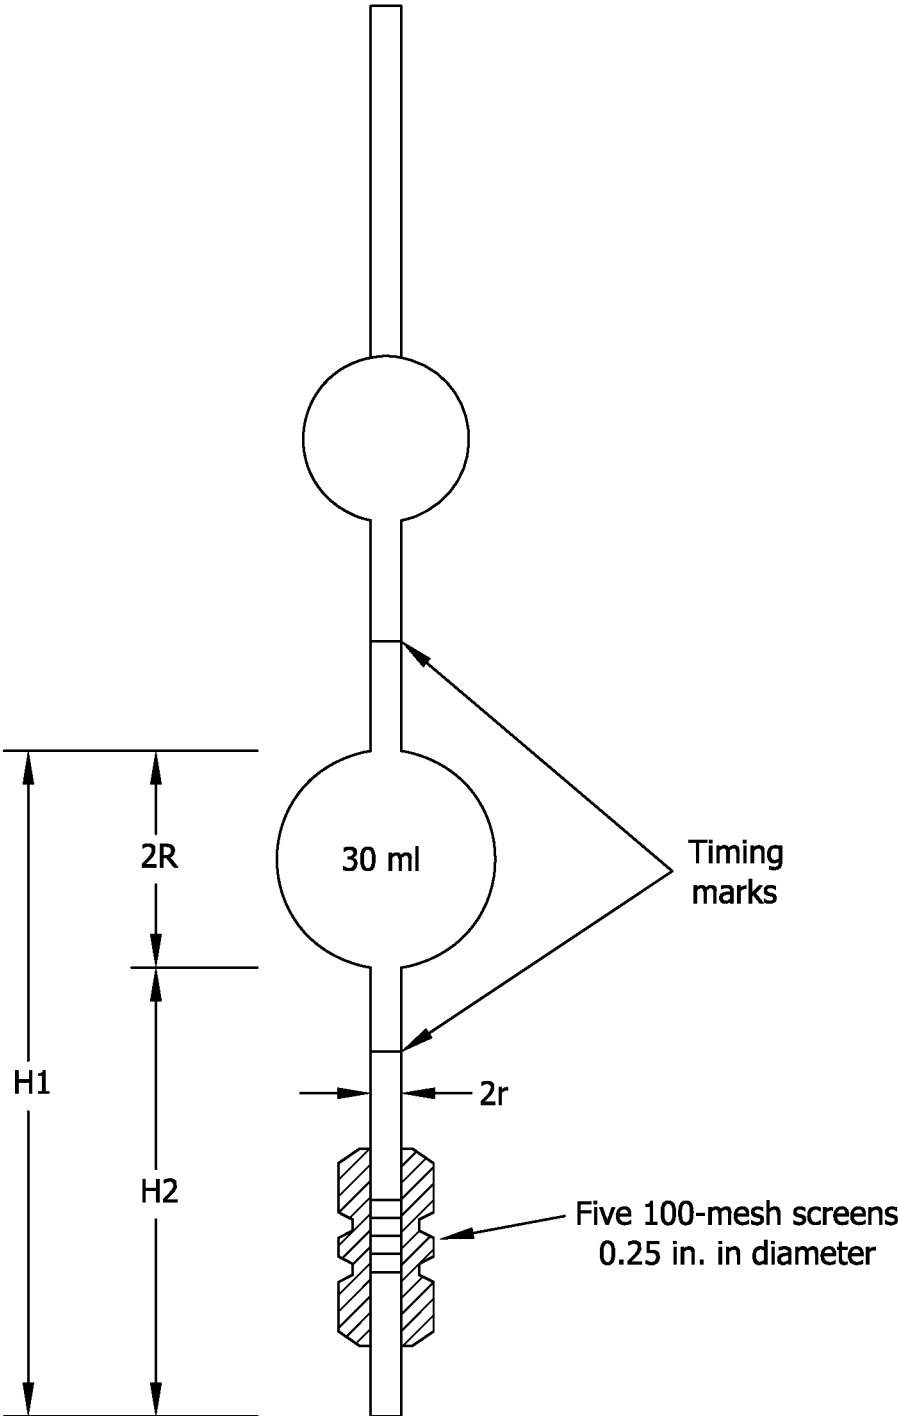 2R
30 ml
Timing
marks
H1
2r
H2
Five 100-mesh screens
0.25 in. in diameter